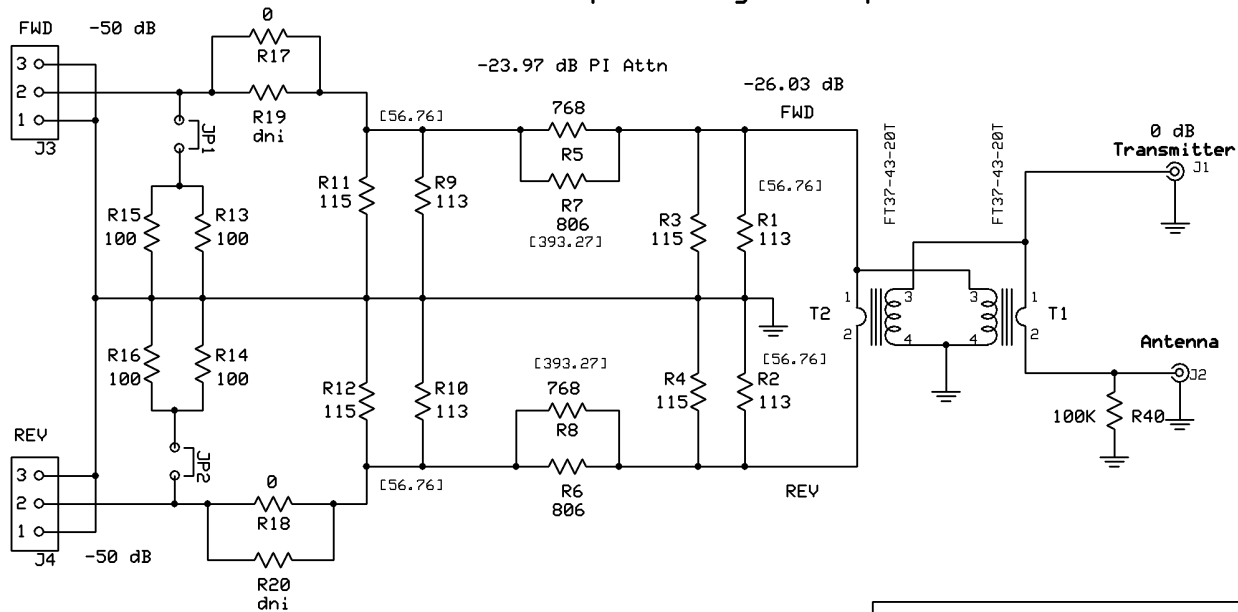 FWD
-50 dB
0
R17
R19
dni
3
2
1
J3
JP1
-23.97 dB PI Attn
-26.03 dB
FWD
[56.76]
768
R5
R7
806
[393.27]
R11
115
R9
113
R3
115
R1
113
[56.76]
R15
100
R13
100
FT37-43-20T
FT37-43-20T
0 dB
Transmitter
J1
T2
1
2
3
4
3
4
1
2
T1
Antenna
J2
100K
R40
R16
100
R14
100
R12
115
R10
113
[393.27]
768
R8
R6
806
R4
115
R2
113
[56.76]
[56.76]
REV
REV
JP2
3
2
1
J4
-50 dB
0
R18
R20
dni